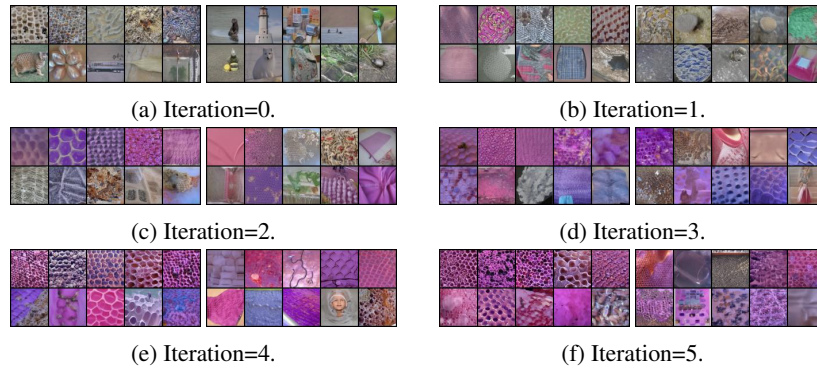 (a) Iteration=0.
(b) Iteration=1.
(c) Iteration=2.
(d) Iteration=3.
(e) Iteration=4.
(f) Iteration=5.